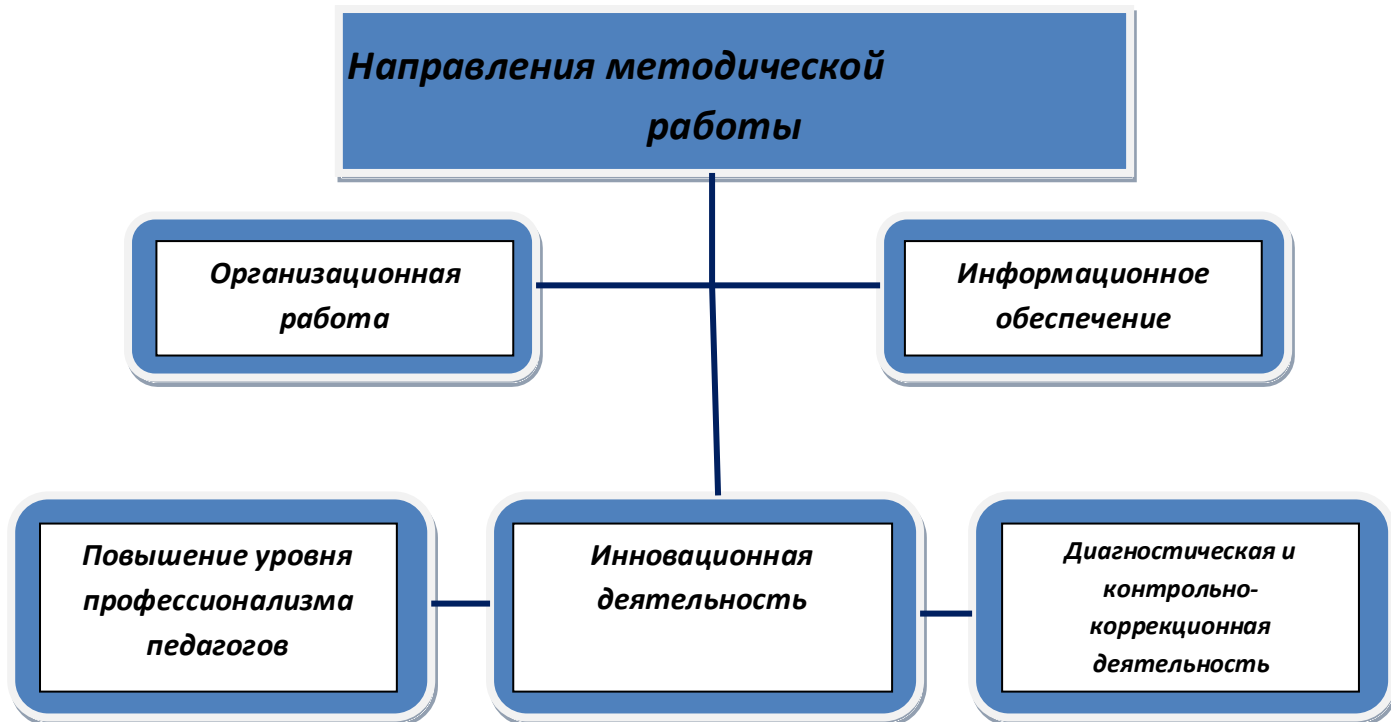 Направления методической
работы
Организационная
работа
Информационное
обеспечение
Повышение уровня
профессионализма
педагогов
Инновационная
деятельность
Диагностическая и
контрольно-
коррекционная
деятельность